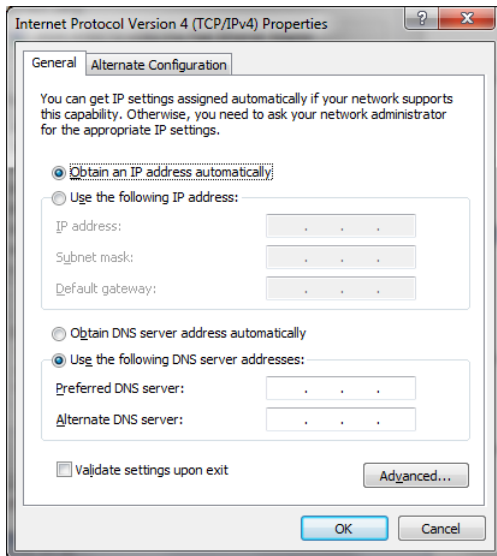 Internet Protocol Version 4 (TCP/IPv4) Properties
General
Alternate Configuration
You can get IP settings assigned automatically if your network supports
this capability. Otherwise, you need to ask your network administrator
for the appropriate IP settings.
Obtain an IP address automatically
Use the following IP address:
IP address: . . .
Subnet mask: . . .
Default gateway: . . .
Obtain DNS server address automatically
Use the following DNS server addresses:
Preferred DNS server: . . .
Alternate DNS server: . . .
Validate settings upon exit
Advanced...
OK
Cancel